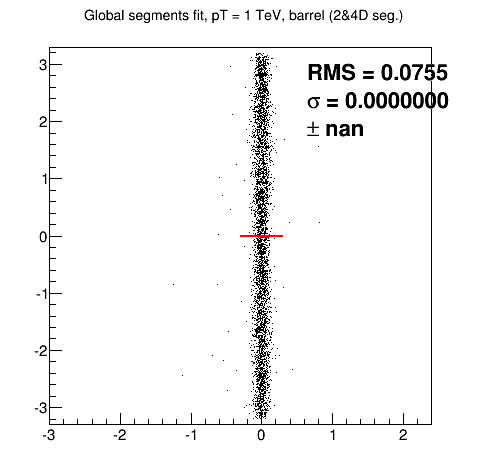 Global segments fit, pT = 1 TeV, barrel (2&4D seg.)
RMS = 0.0755
σ = 0.0000000
± nan
3
2
1
0
-1
-2
-3
-3 -2 -1 0 1 2